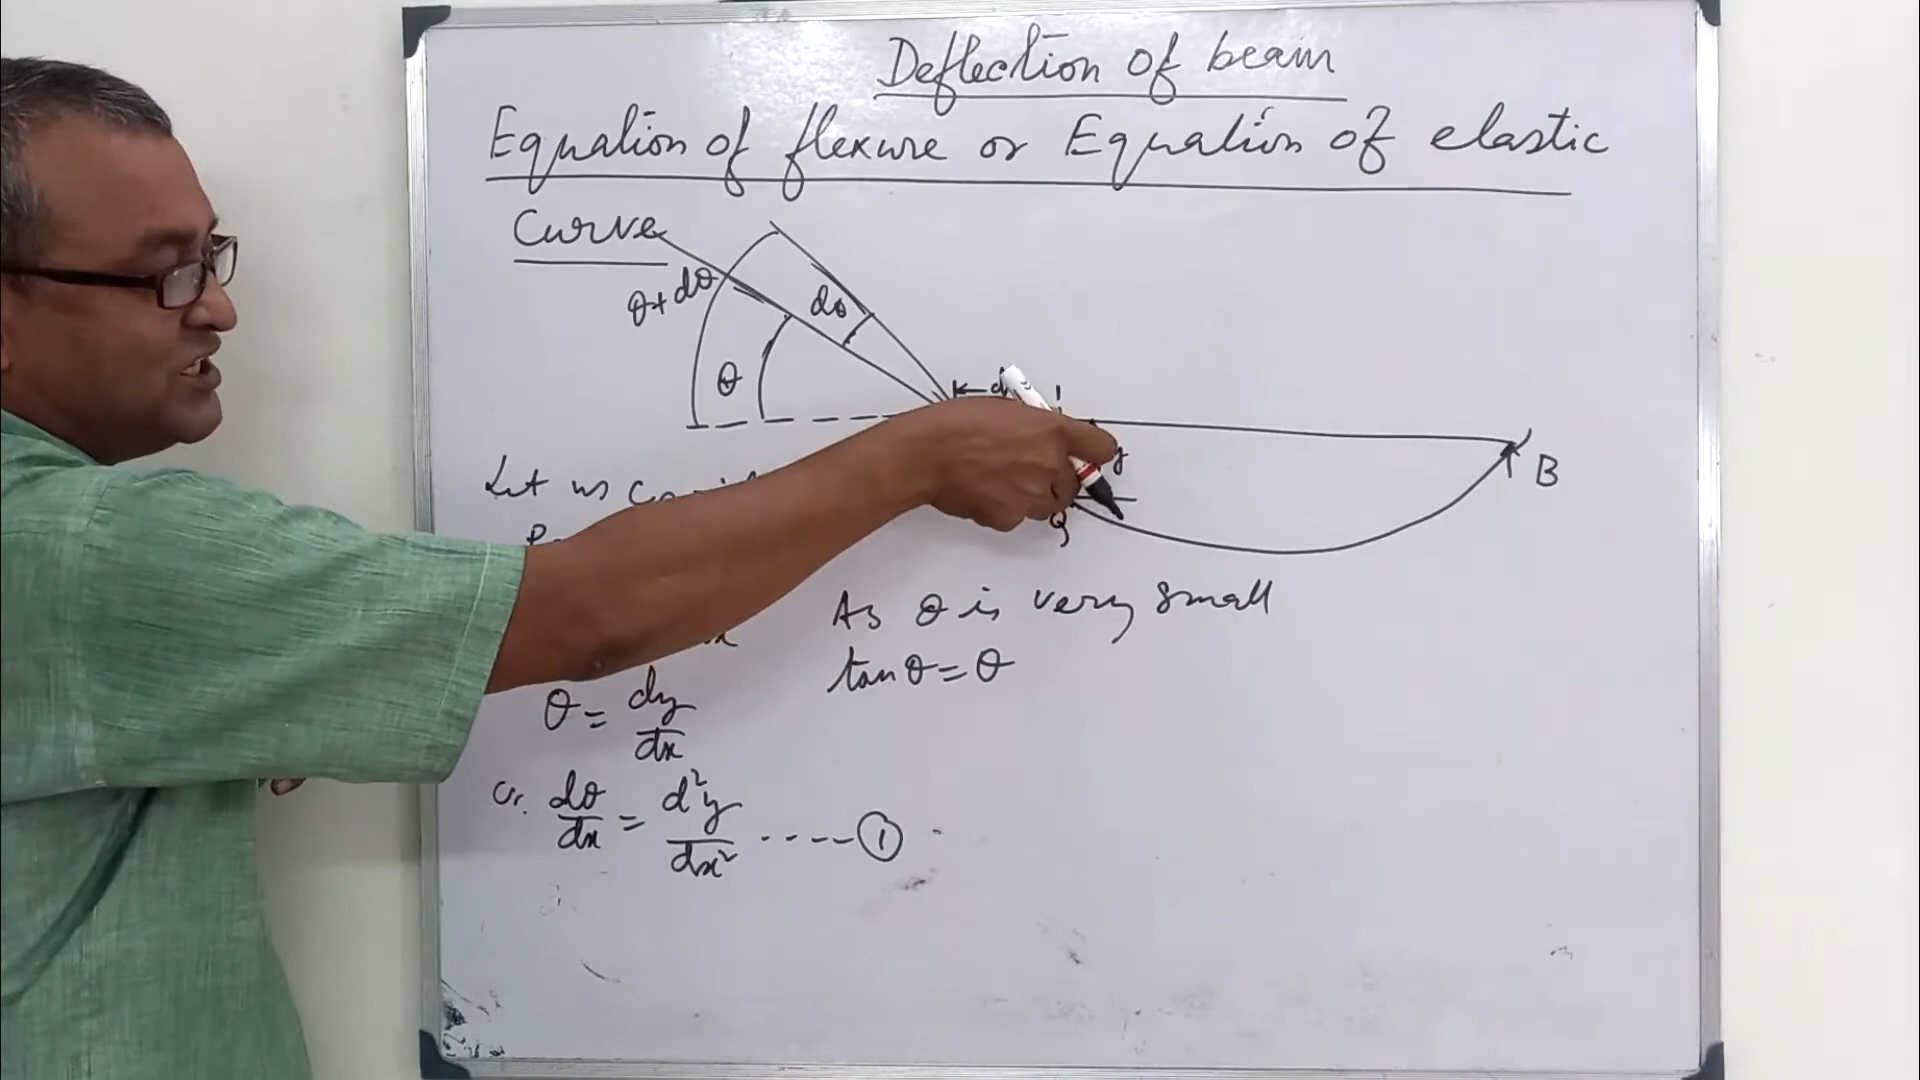 Deflection of beam
Equation of flexure or Equation of elastic
Curve
θ+dθ
dθ
θ
y
B
Q
Let us
As θ is very small
tanθ=θ
θ = dy/dx
or. dθ/dx = d²y/dx² ----- ①